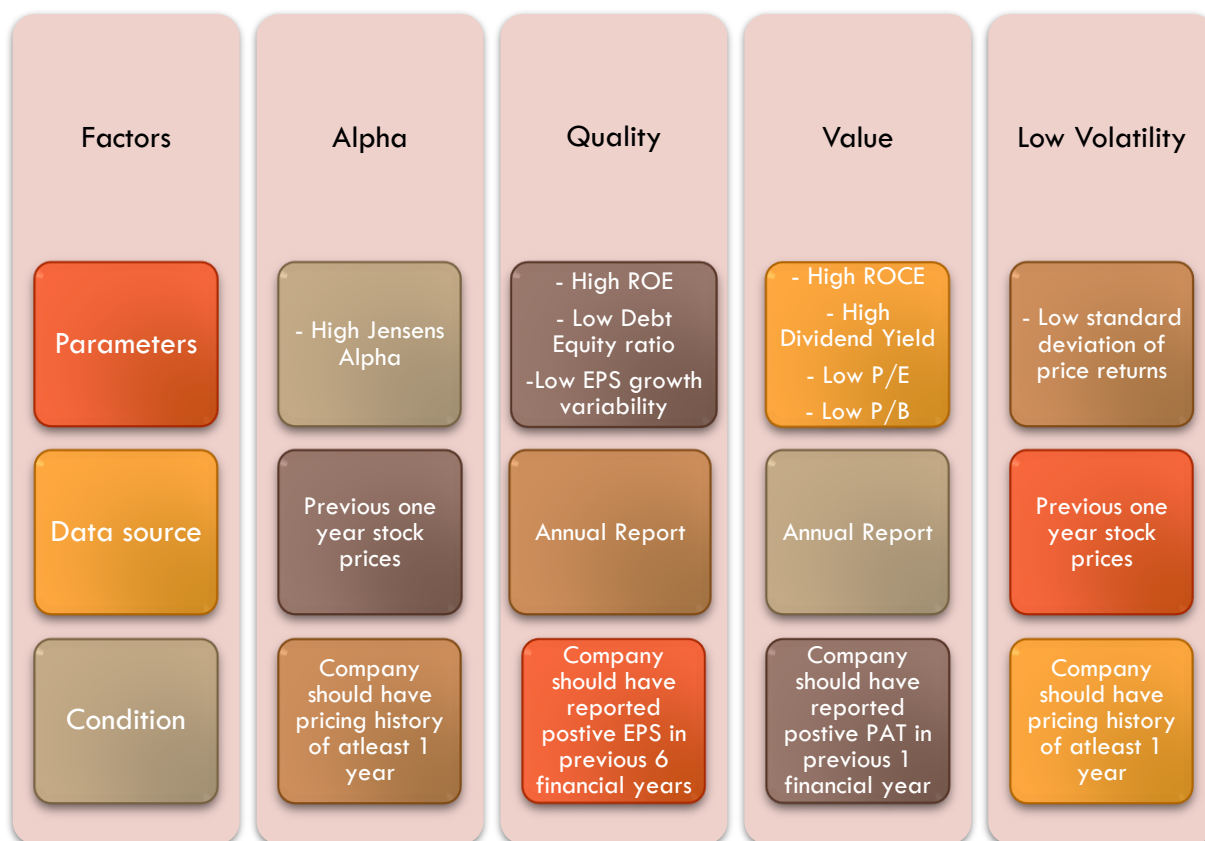 Factors
Alpha
Quality
Value
Low Volatility
Parameters
- High Jensens
Alpha
- High ROE
- Low Debt
Equity ratio
-Low EPS growth
variability
- High ROCE
- High
Dividend Yield
- Low P/E
- Low P/B
- Low standard
deviation of
price returns
Data source
Previous one
year stock
prices
Annual Report
Annual Report
Previous one
year stock
prices
Condition
Company
should have
pricing history
of atleast 1
year
Company
should have
reported
postive EPS in
previous 6
financial years
Company
should have
reported
postive PAT in
previous 1
financial year
Company
should have
pricing history
of atleast 1
year